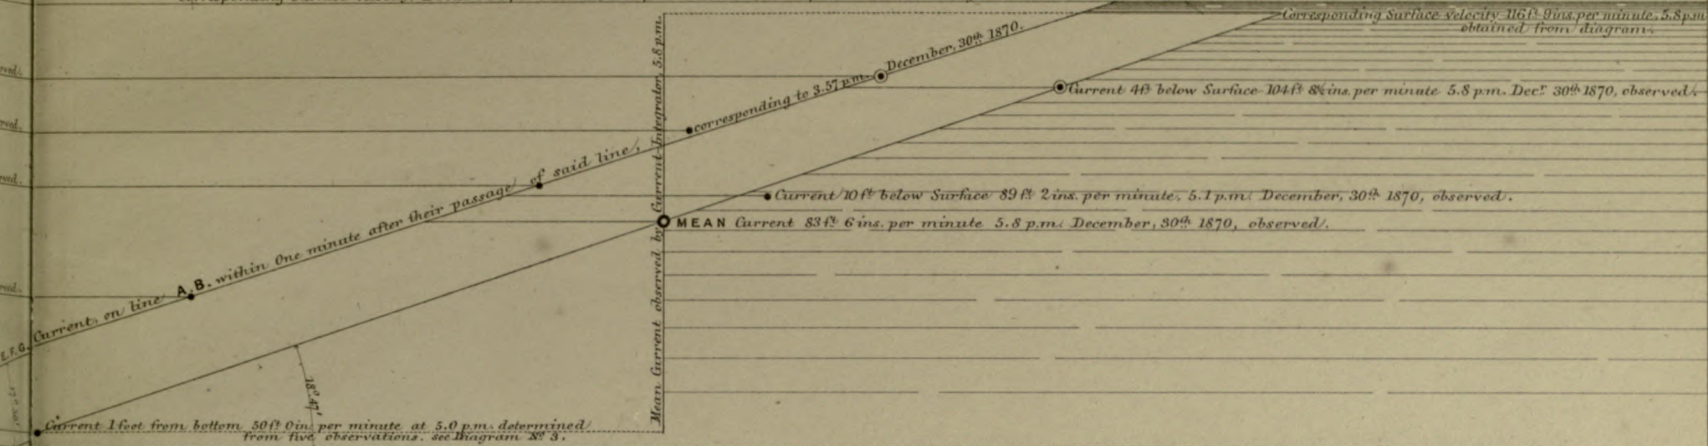 Corresponding Surface velocity 116 ft 9 ins. per minute, 5.8 p.m.
obtained from diagram.
December, 30th 1870.
corresponding to 3.57 p.m.
Current 4 ft below Surface 104 ft 8¾ ins. per minute 5.8 p.m. Decr. 30th 1870, observed.
of said line,
Current 10 ft below Surface 89 ft 2 ins. per minute, 5.1 p.m. December, 30th 1870, observed.
MEAN Current 83 ft 6 ins. per minute 5.8 p.m. December, 30th 1870, observed.
Current, on line A.B. within One minute after their passage
E.F.G.
Mean Current observed by Current-Integrator, 5.8 p.m.
18° 47'
Current 1 foot from bottom 50 ft 0 in per minute at 5.0 p.m. determined
from five observations. see Diagram No 3.